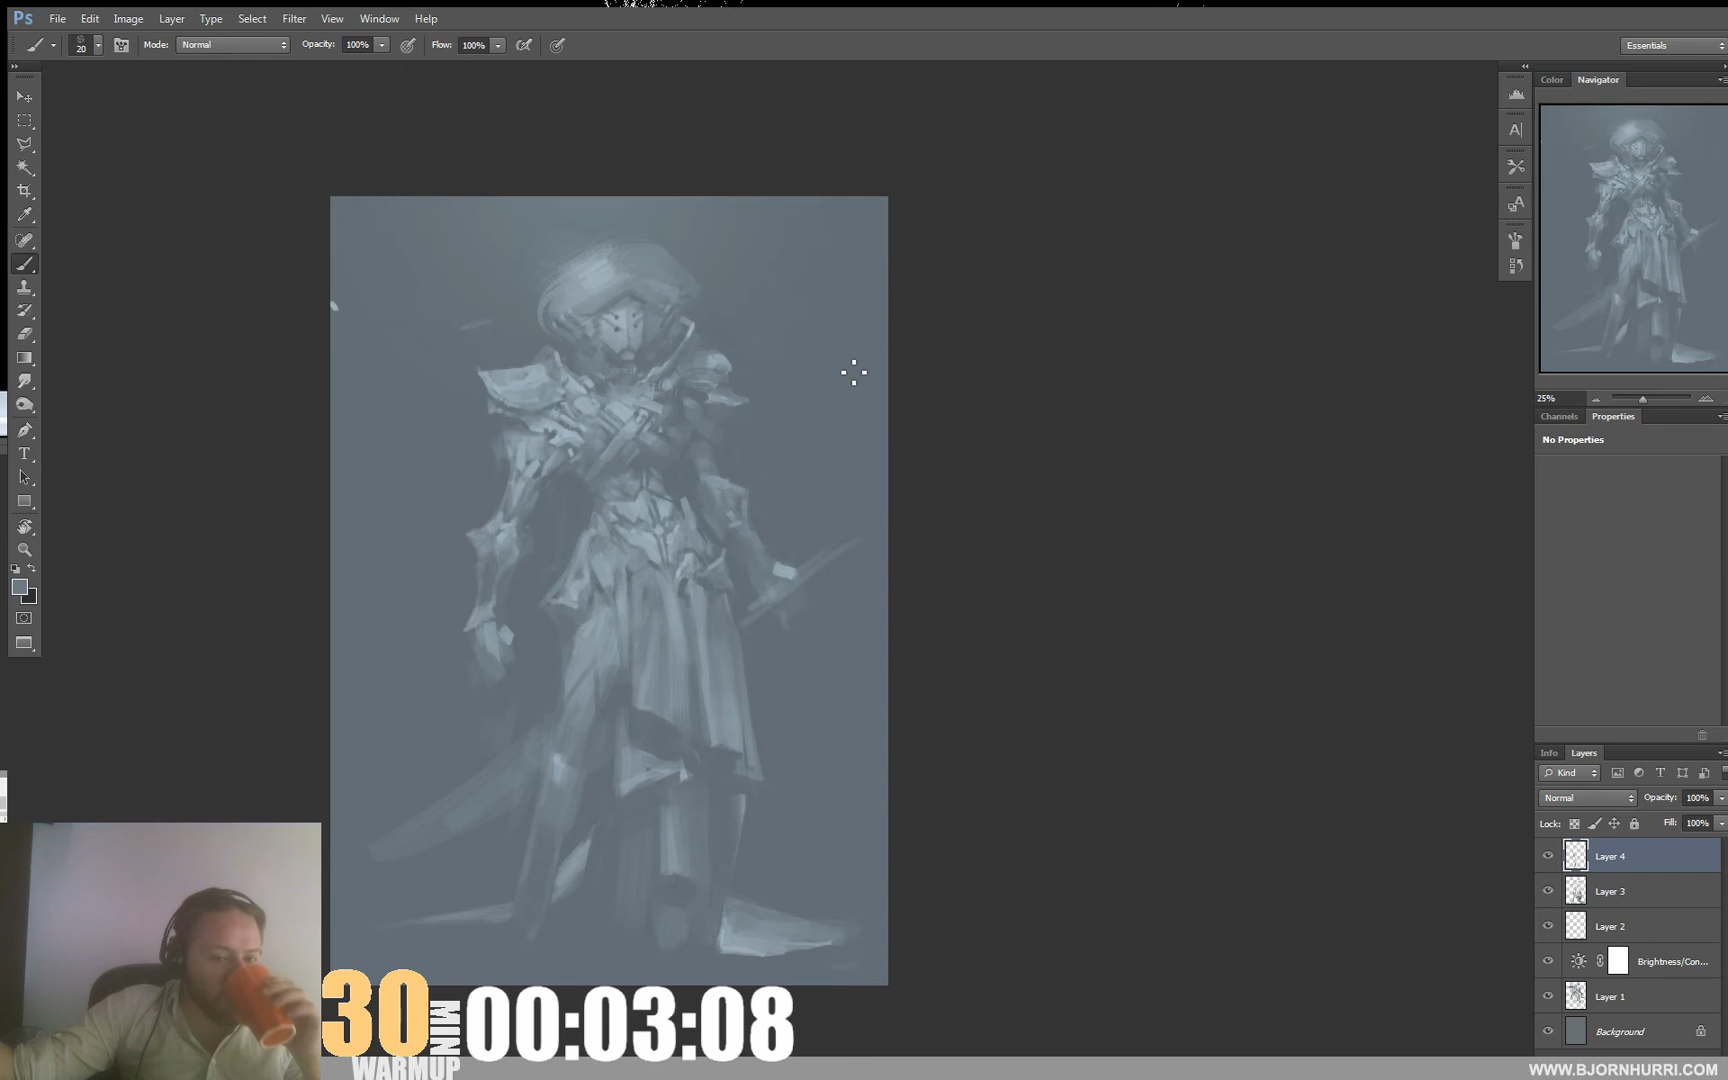 Ps File Edit Image Layer Type Select Filter View Window Help
20 Mode: Normal Opacity: 100% Flow: 100% Essentials
Color Navigator
25%
Channels Properties
No Properties
Info Layers
Kind
Normal Opacity: 100%
Lock: Fill: 100%
Layer 4
Layer 3
Layer 2
Brightness/Con...
Layer 1
Background
30 MIN WARMUP
00:03:08
WWW.BJORNHURRI.COM